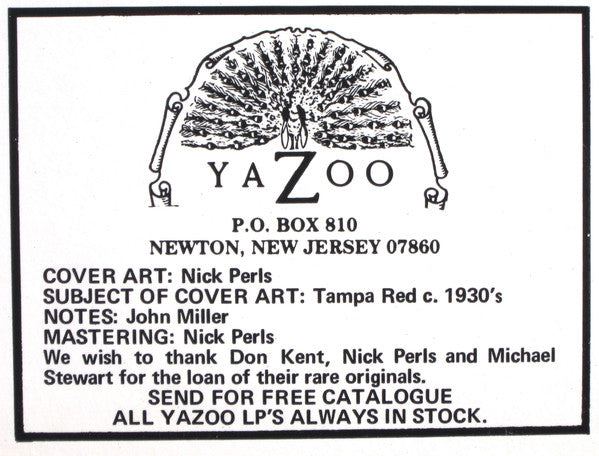 YAZOO
P.O. BOX 810
NEWTON, NEW JERSEY 07860
COVER ART: Nick Perls
SUBJECT OF COVER ART: Tampa Red c. 1930's
NOTES: John Miller
MASTERING: Nick Perls
We wish to thank Don Kent, Nick Perls and Michael
Stewart for the loan of their rare originals.
SEND FOR FREE CATALOGUE
ALL YAZOO LP'S ALWAYS IN STOCK.